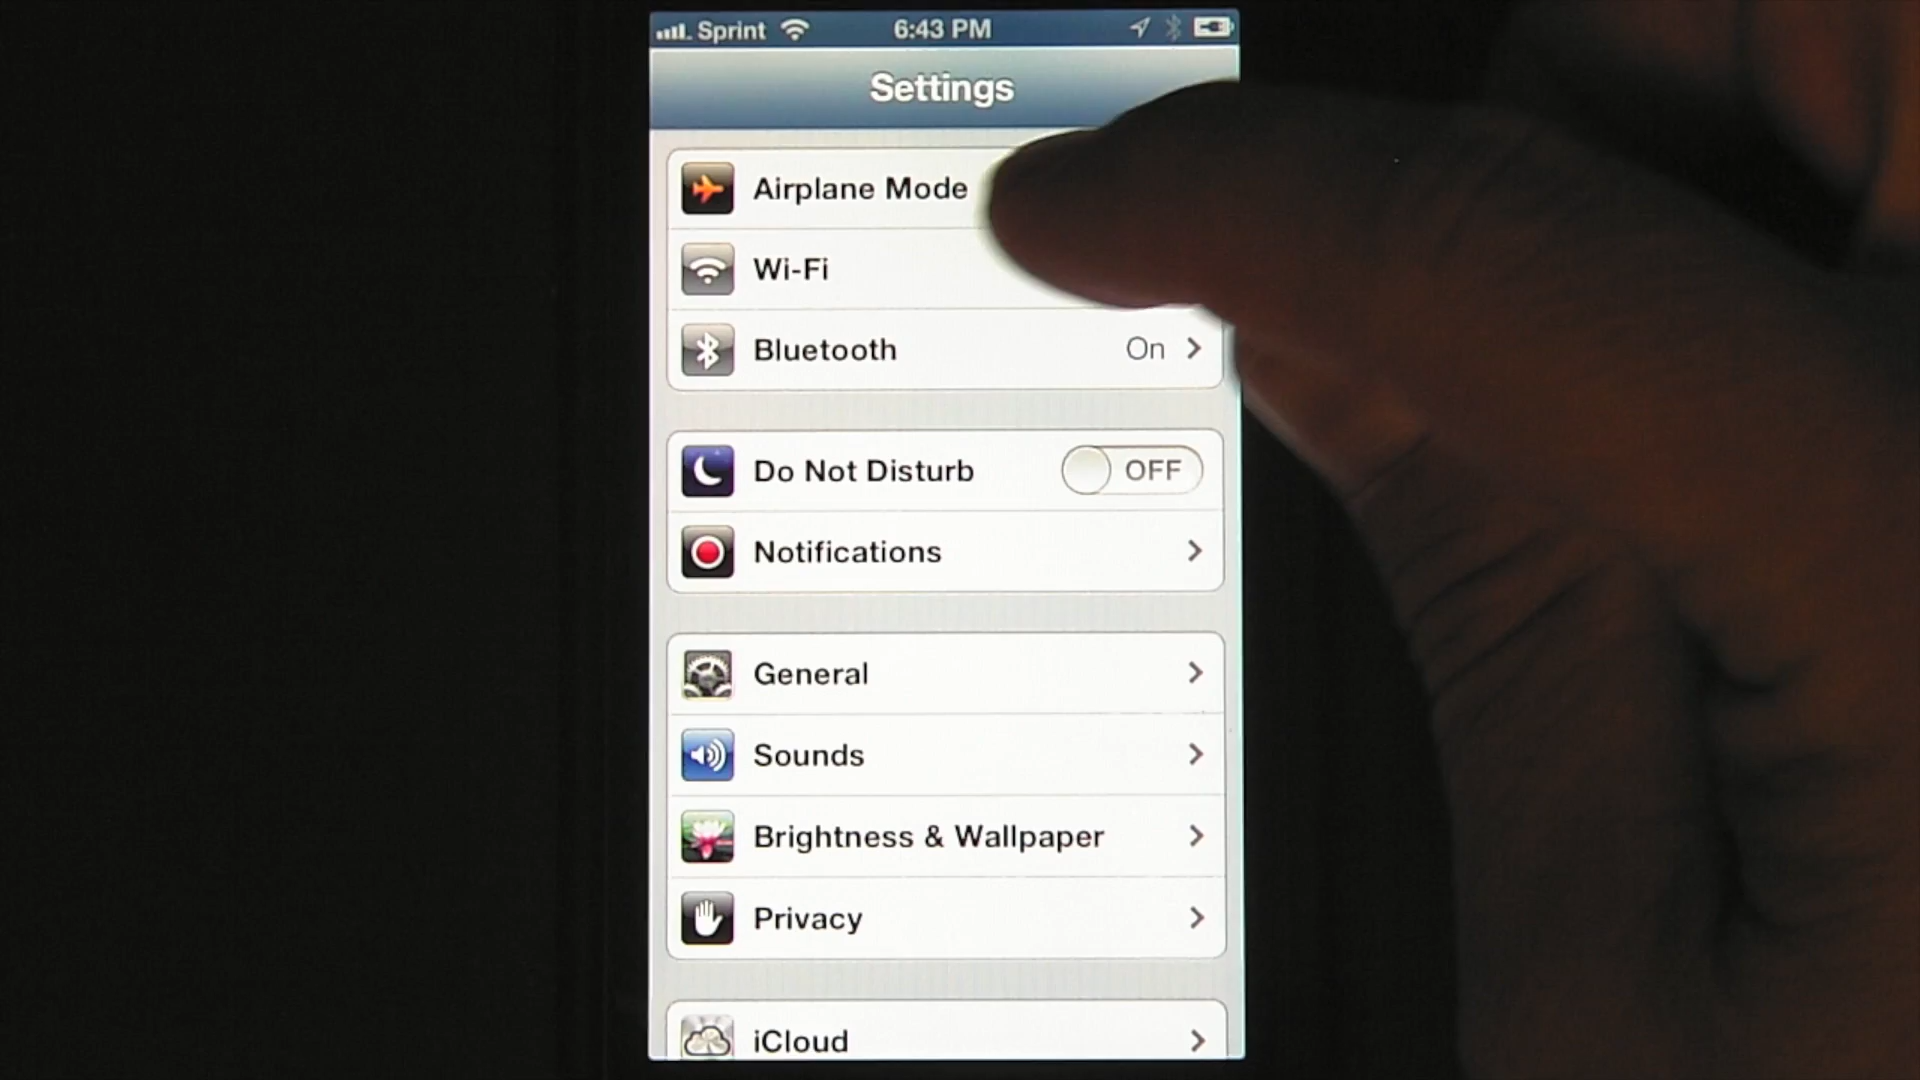 Sprint 6:43 PM
Settings
Airplane Mode
Wi-Fi
Bluetooth On
Do Not Disturb OFF
Notifications
General
Sounds
Brightness & Wallpaper
Privacy
iCloud